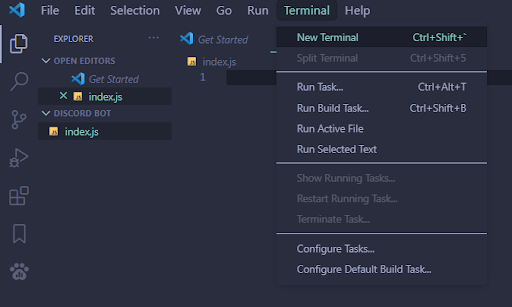 File Edit Selection View Go Run Terminal Help
EXPLORER
OPEN EDITORS
Get Started
index.js
DISCORD BOT
index.js
Get Started
index.js
1
New Terminal Ctrl+Shift+`
Split Terminal Ctrl+Shift+5
Run Task... Ctrl+Alt+T
Run Build Task... Ctrl+Shift+B
Run Active File
Run Selected Text
Show Running Tasks...
Restart Running Task...
Terminate Task...
Configure Tasks...
Configure Default Build Task...